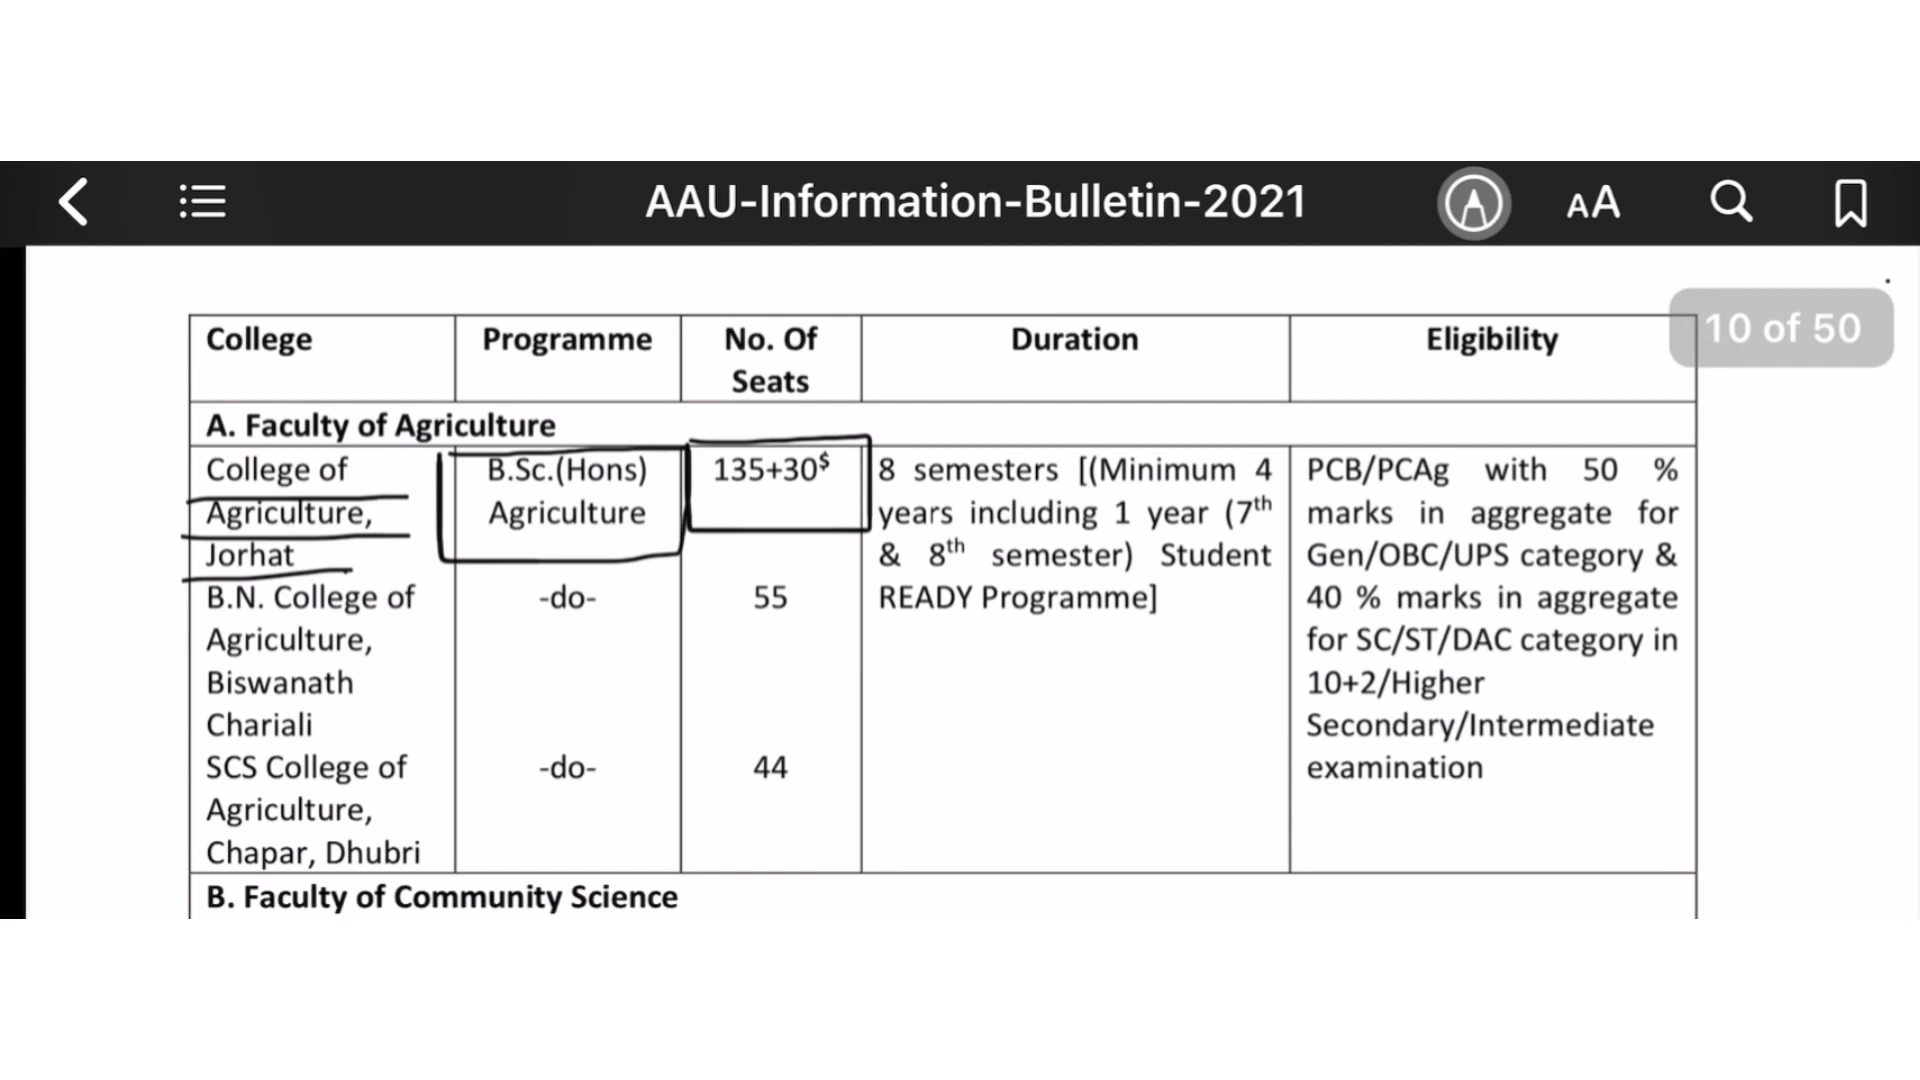 AAU-Information-Bulletin-2021
AA
10 of 50
College Programme No. Of Duration Eligibility
Seats
A. Faculty of Agriculture
College of B.Sc.(Hons) 135+30$ 8 semesters [(Minimum 4 PCB/PCAg with 50 %
Agriculture, Agriculture years including 1 year (7th marks in aggregate for
Jorhat & 8th semester) Student Gen/OBC/UPS category &
B.N. College of -do- 55 READY Programme] 40 % marks in aggregate
Agriculture, for SC/ST/DAC category in
Biswanath 10+2/Higher
Chariali Secondary/Intermediate
SCS College of -do- 44 examination
Agriculture,
Chapar, Dhubri
B. Faculty of Community Science